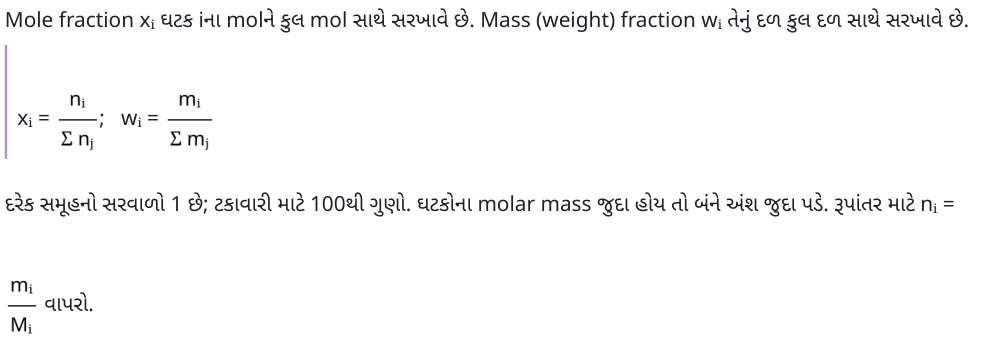 Mole fraction xᵢ ઘટક iના molને કુલ mol સાથે સરખાવે છે. Mass (weight) fraction wᵢ તેનું દળ કુલ દળ સાથે સરખાવે છે.
xᵢ = nᵢ / Σ nⱼ; wᵢ = mᵢ / Σ mⱼ
દરેક સમૂહનો સરવાળો 1 છે; ટકાવારી માટે 100થી ગુણો. ઘટકોના molar mass જુદા હોય તો બંને અંશ જુદા પડે. રૂપાંતર માટે nᵢ =
mᵢ / Mᵢ વાપરો.